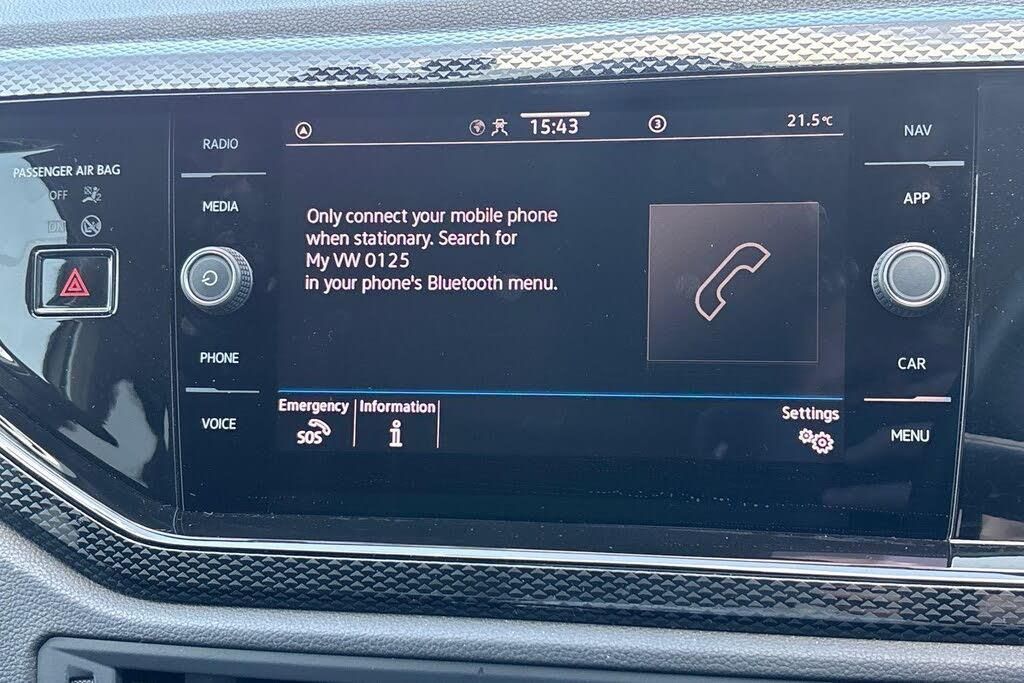 RADIO
15:43
3
21.5°C
NAV
PASSENGER AIR BAG
OFF
2
ON
MEDIA
APP
Only connect your mobile phone
when stationary. Search for
My VW 0125
in your phone's Bluetooth menu.
PHONE
CAR
Emergency
SOS
Information
i
Settings
VOICE
MENU